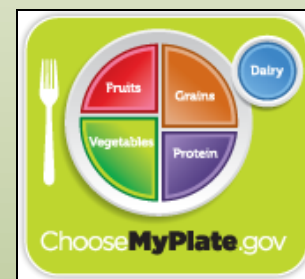 Fruits
Grains
Dairy
Vegetables
Protein
ChooseMyPlate.gov